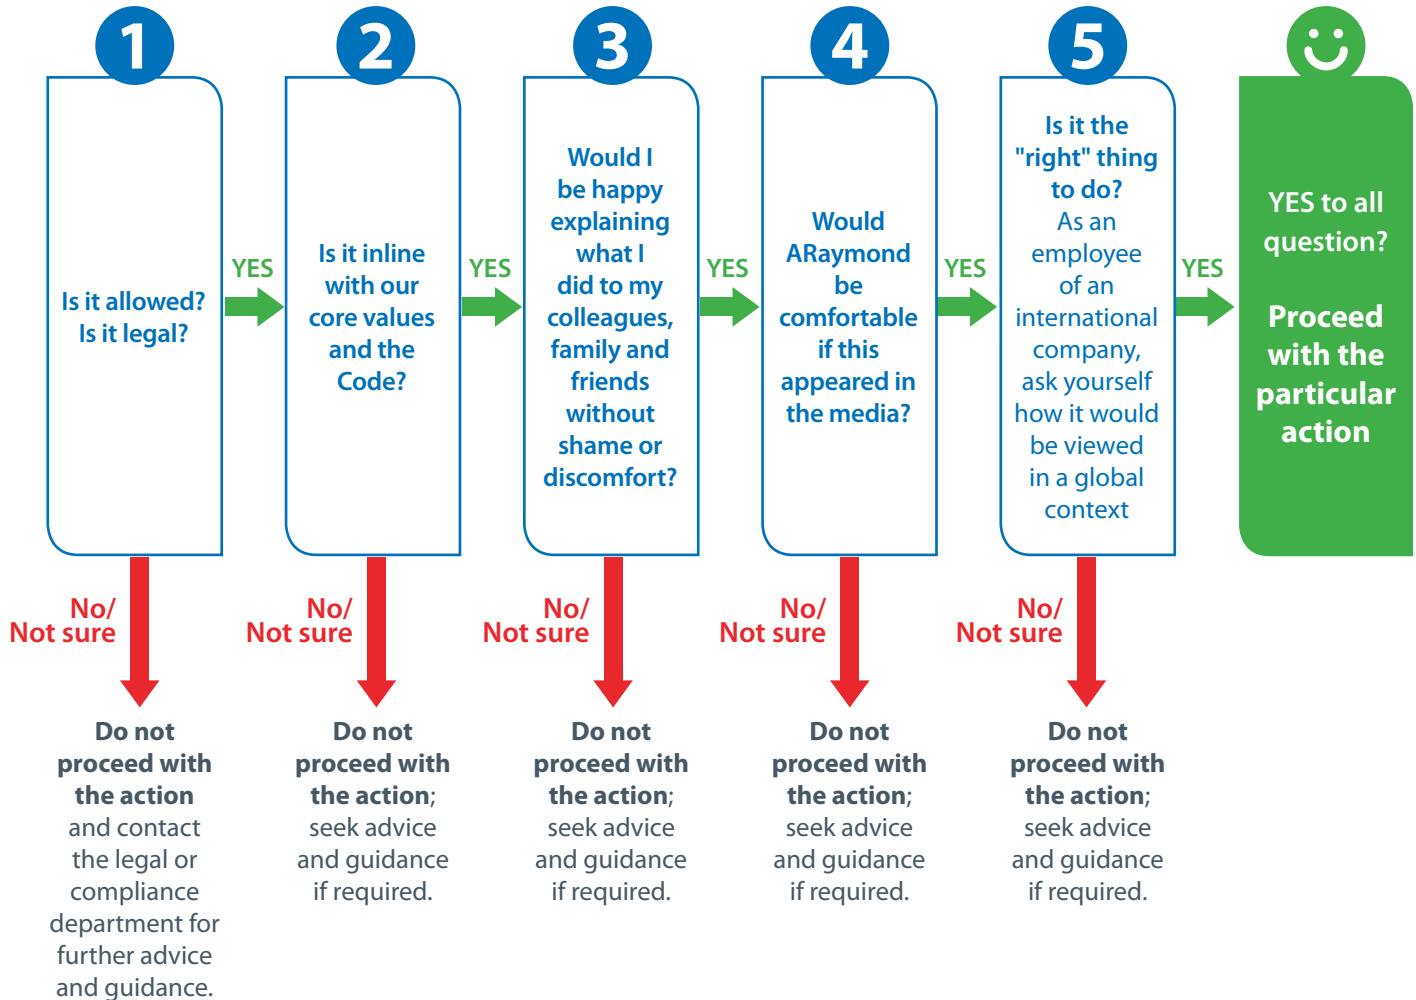 1
Is it allowed?
Is it legal?
YES
No/
Not sure
Do not
proceed with
the action
and contact
the legal or
compliance
department for
further advice
and guidance.
2
Is it inline
with our
core values
and the
Code?
YES
No/
Not sure
Do not
proceed with
the action;
seek advice
and guidance
if required.
3
Would I
be happy
explaining
what I
did to my
colleagues,
family and
friends
without
shame or
discomfort?
YES
No/
Not sure
Do not
proceed with
the action;
seek advice
and guidance
if required.
4
Would
ARaymond
be
comfortable
if this
appeared in
the media?
YES
No/
Not sure
Do not
proceed with
the action;
seek advice
and guidance
if required.
5
Is it the
"right" thing
to do?
As an
employee
of an
international
company,
ask yourself
how it would
be viewed
in a global
context
YES
No/
Not sure
Do not
proceed with
the action;
seek advice
and guidance
if required.
YES to all
question?
Proceed
with the
particular
action